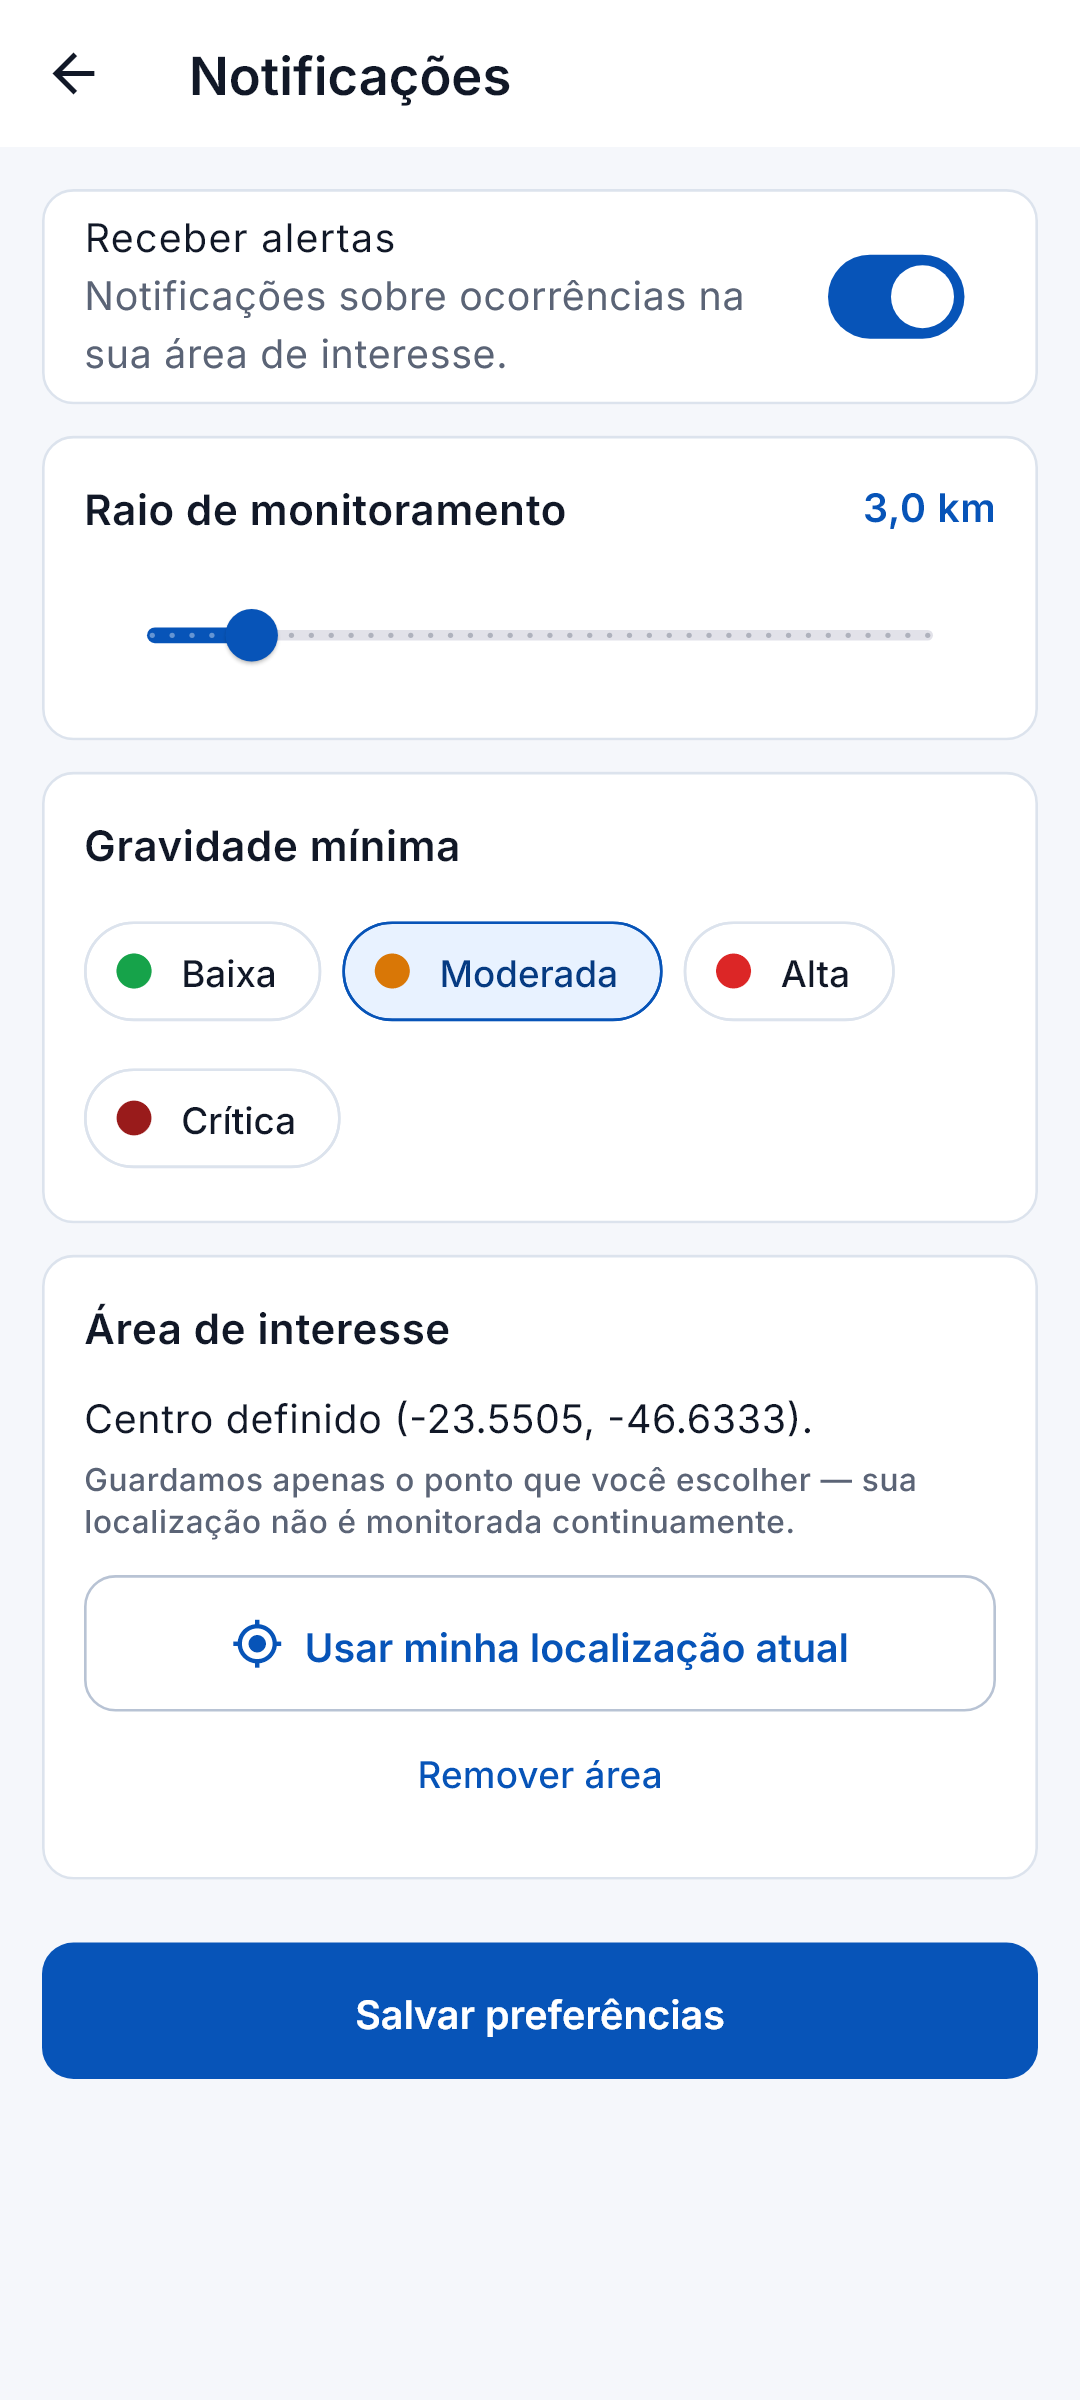 Notificações
Receber alertas
Notificações sobre ocorrências na
sua área de interesse.
Raio de monitoramento
3,0 km
Gravidade mínima
Baixa
Moderada
Alta
Crítica
Área de interesse
Centro definido (-23.5505, -46.6333).
Guardamos apenas o ponto que você escolher — sua
localização não é monitorada continuamente.
Usar minha localização atual
Remover área
Salvar preferências